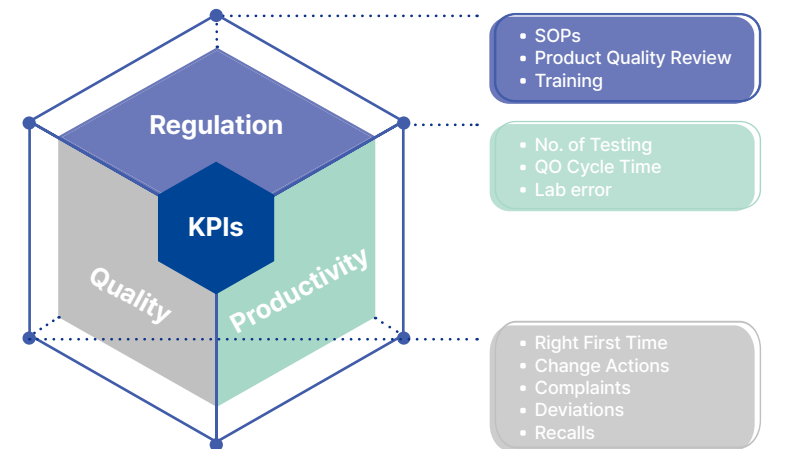 Regulation
KPIs
Quality
Productivity
• SOPs
• Product Quality Review
• Training
• No. of Testing
• QO Cycle Time
• Lab error
• Right First Time
• Change Actions
• Complaints
• Deviations
• Recalls